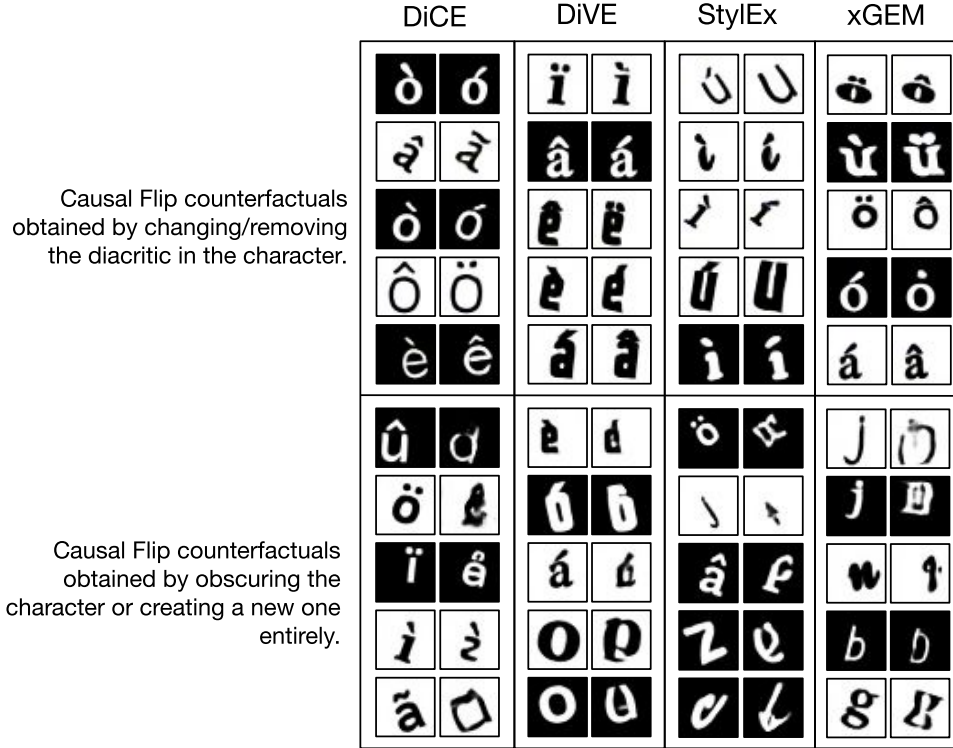 DiCE DiVE StylEx xGEM
Causal Flip counterfactuals
obtained by changing/removing
the diacritic in the character.
ò ó ï ì ù U ö ô
â â á ì í ù ü
ò ó ê ë ì ö ô
Ô Ö è é Ú U ó ȯ
è ê á â ì í á â
Causal Flip counterfactuals
obtained by obscuring the
character or creating a new one
entirely.
û è ö j
ö ó j j
ï á â n
ì o z b
ã o g